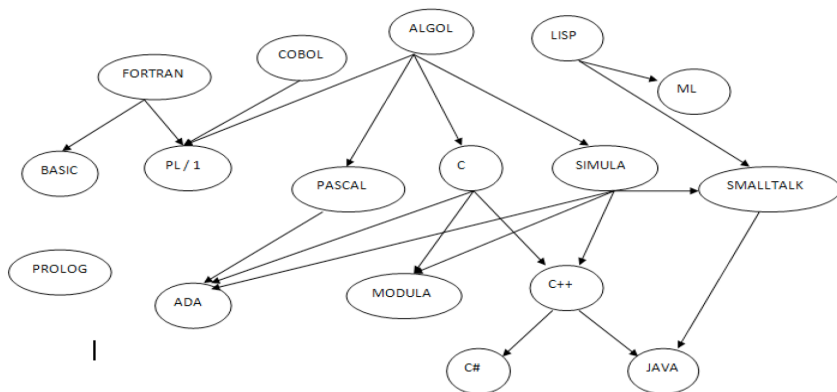 ALGOL
LISP
COBOL
FORTRAN
ML
BASIC
PL / 1
C
SIMULA
PASCAL
SMALLTALK
PROLOG
ADA
MODULA
C++
C#
JAVA